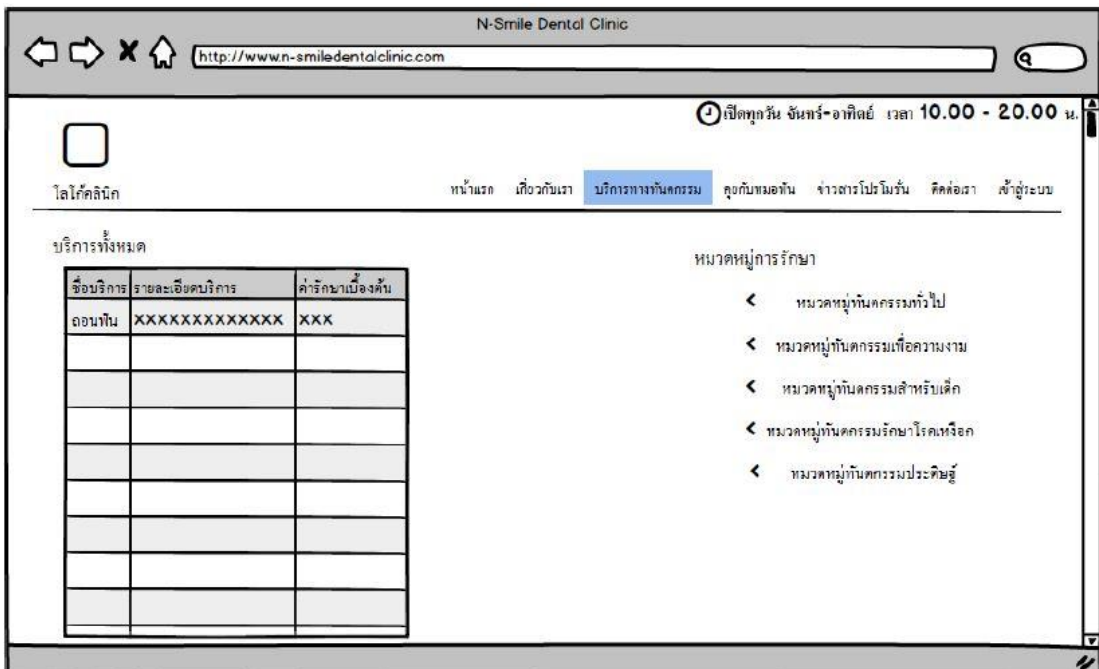 N-Smile Dental Clinic
http://www.n-smiledentalclinic.com
เปิดทุกวัน จันทร์-อาทิตย์ เวลา 10.00 - 20.00 น.
โลโก้คลินิก
หน้าแรก เกี่ยวกับเรา บริการทางทันตกรรม คุยกับหมอฟัน ข่าวสารโปรโมชั่น ติดต่อเรา เข้าสู่ระบบ
บริการทั้งหมด
ชื่อบริการ รายละเอียดบริการ ค่ารักษาเบื้องต้น
ถอนฟัน XXXXXXXXXXXXX XXX
หมวดหมู่การรักษา
หมวดหมู่ทันตกรรมทั่วไป
หมวดหมู่ทันตกรรมเพื่อความงาม
หมวดหมู่ทันตกรรมสำหรับเด็ก
หมวดหมู่ทันตกรรมรักษาโรคเหงือก
หมวดหมู่ทันตกรรมประดิษฐ์